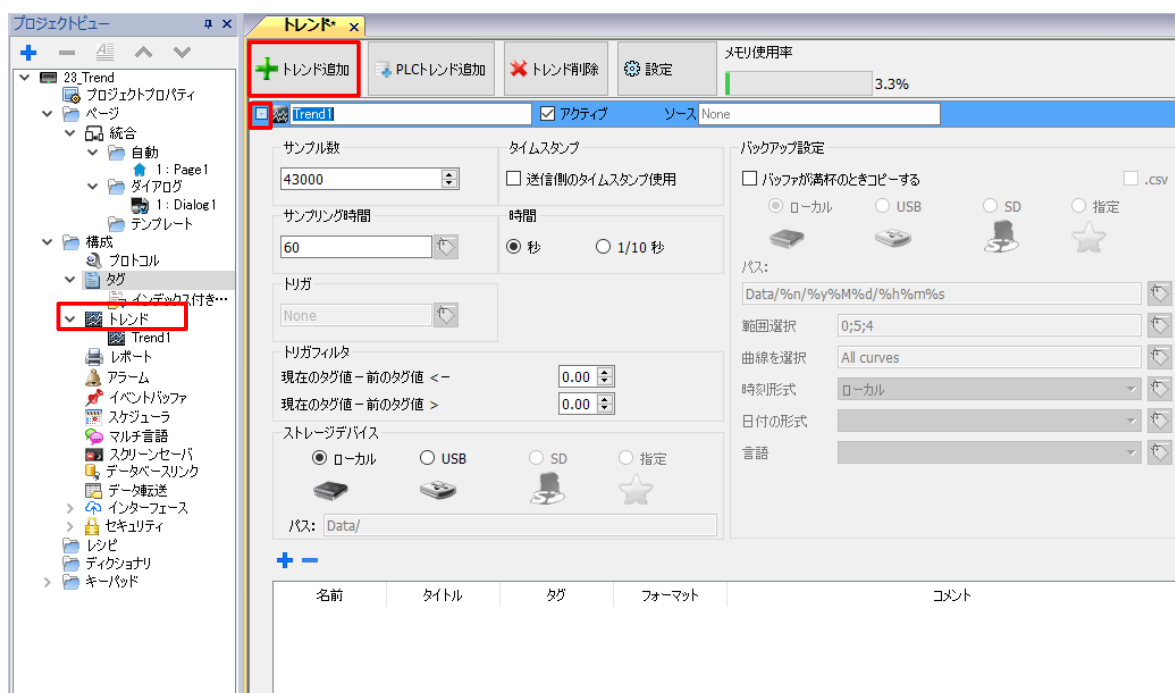 プロジェクトビュー
23_Trend
プロジェクトプロパティ
ページ
統合
自動
1: Page1
ダイアログ
1: Dialog1
テンプレート
構成
プロトコル
タグ
インデックス付き…
トレンド
Trend1
レポート
アラーム
イベントバッファ
スケジューラ
マルチ言語
スクリーンセーバ
データベースリンク
データ転送
インターフェース
セキュリティ
レシピ
ディクショナリ
キーパッド
トレンド* x
トレンド追加 PLCトレンド追加 トレンド削除 設定 メモリ使用率
3.3%
Trend1 アクティブ ソース None
サンプル数
43000
タイムスタンプ
送信側のタイムスタンプ使用
サンプリング時間
60
時間
秒 1/10 秒
トリガ
None
トリガフィルタ
現在のタグ値－前のタグ値 <- 0.00
現在のタグ値－前のタグ値 > 0.00
ストレージデバイス
ローカル USB SD 指定
パス: Data/
バックアップ設定
バッファが満杯のときコピーする .csv
ローカル USB SD 指定
パス:
Data/%n/%y%M%d/%h%m%s
範囲選択 0;5;4
曲線を選択 All curves
時刻形式 ローカル
日付の形式
言語
名前 タイトル タグ フォーマット コメント